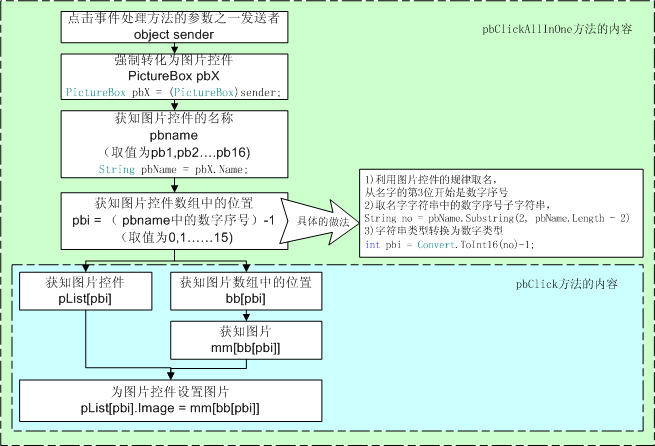 点击事件处理方法的参数之一发送者
object sender
pbClickAllInOne方法的内容
强制转化为图片控件
PictureBox pbX
PictureBox pbX = (PictureBox)sender;
获知图片控件的名称
pbname
（取值为pb1,pb2….pb16)
String pbName = pbX.Name;
获知图片控件数组中的位置
pbi = （ pbname中的数字序号）-1
（取值为0,1……15)
具体的做法
1)利用图片控件的规律取名，
从名字的第3位开始是数字序号
2)取名字字符串中的数字序号子字符串，
String no = pbName.Substring(2, pbName.Length - 2)
3)字符串类型转换为数字类型
int pbi = Convert.ToInt16(no)-1;
pbClick方法的内容
获知图片控件
pList[pbi]
获知图片数组中的位置
bb[pbi]
获知图片
mm[bb[pbi]]
为图片控件设置图片
pList[pbi].Image = mm[bb[pbi]]